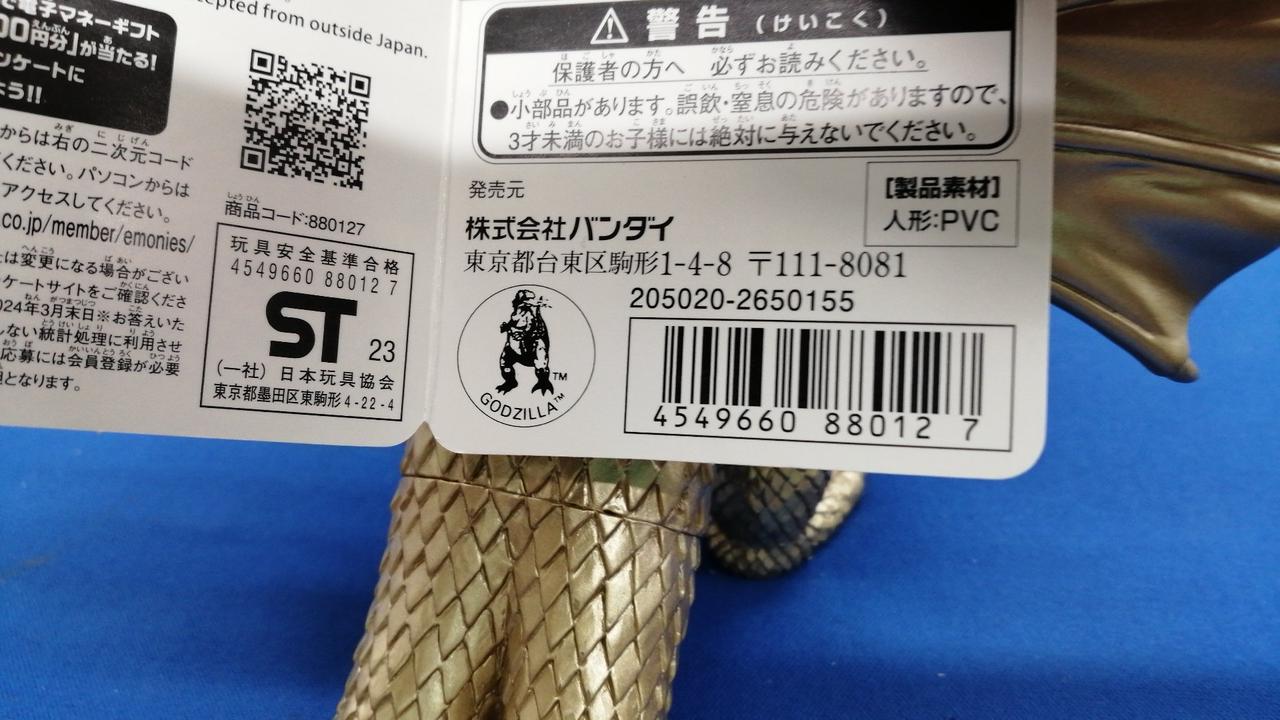 cepted from outside Japan.
で電子マネーギフト
00円分」が当たる!
ンケートに
よう!!
からは右の二次元コード
ください。パソコンからは
アクセスしてください。
co.jp/member/emonies/
は変更になる場合がござい
ケートサイトをご確認くださ
024年3月末日※お答えいた
しない統計処理に利用させ
応募には会員登録が必要
となります。
商品コード:880127
玩具安全基準合格
4549660 88012 7
ST 23
(一社)日本玩具協会
東京都墨田区東駒形4-22-4
警告(けいこく)
保護者の方へ 必ずお読みください。
●小部品があります。誤飲・窒息の危険がありますので、
3才未満のお子様には絶対に与えないでください。
発売元
株式会社バンダイ
【製品素材】
人形:PVC
東京都台東区駒形1-4-8 〒111-8081
205020-2650155
GODZILLA™
TM
4549660 88012 7